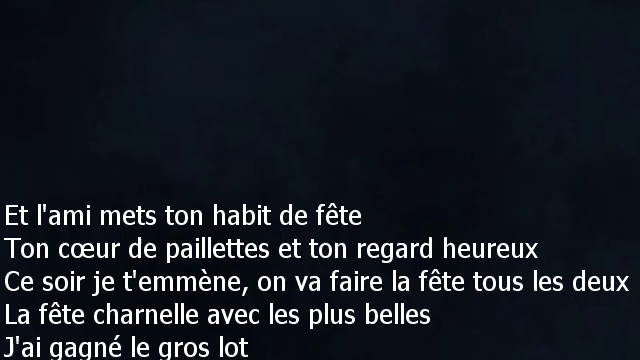 Et l'ami mets ton habit de fête
Ton cœur de paillettes et ton regard heureux
Ce soir je t'emmène, on va faire la fête tous les deux
La fête charnelle avec les plus belles
J'ai gagné le gros lot